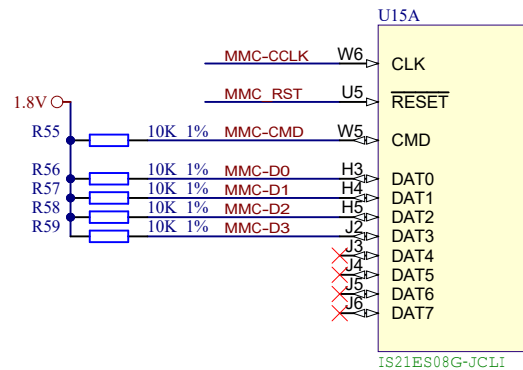 U15A
MMC-CCLK W6 CLK
MMC_RST U5 RESET
1.8V
R55 10K 1% MMC-CMD W5 CMD
R56 10K 1% MMC-D0 H3 DAT0
R57 10K 1% MMC-D1 H4 DAT1
R58 10K 1% MMC-D2 H5 DAT2
R59 10K 1% MMC-D3 J2 DAT3
J3 DAT4
J4 DAT5
J5 DAT6
J6 DAT7
IS21ES08G-JCLI